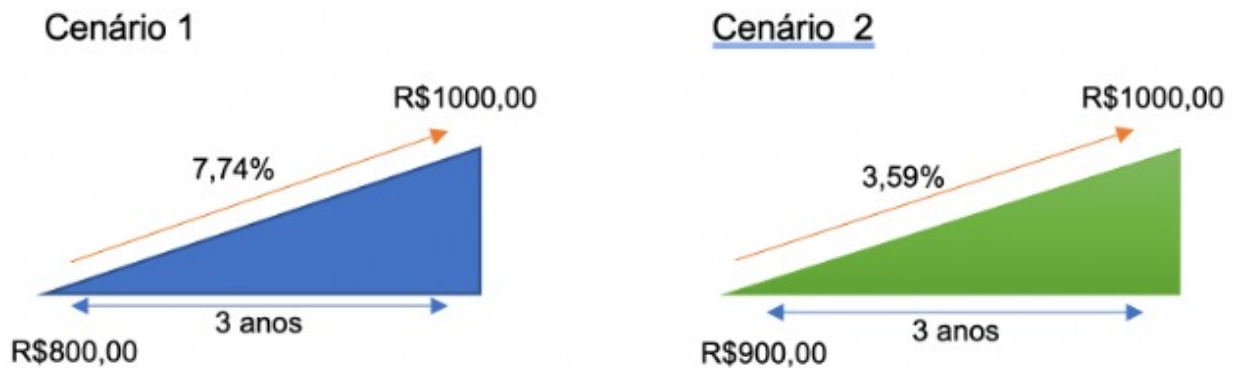 Cenário 1
R$1000,00
7,74%
3 anos
R$800,00
Cenário 2
R$1000,00
3,59%
3 anos
R$900,00